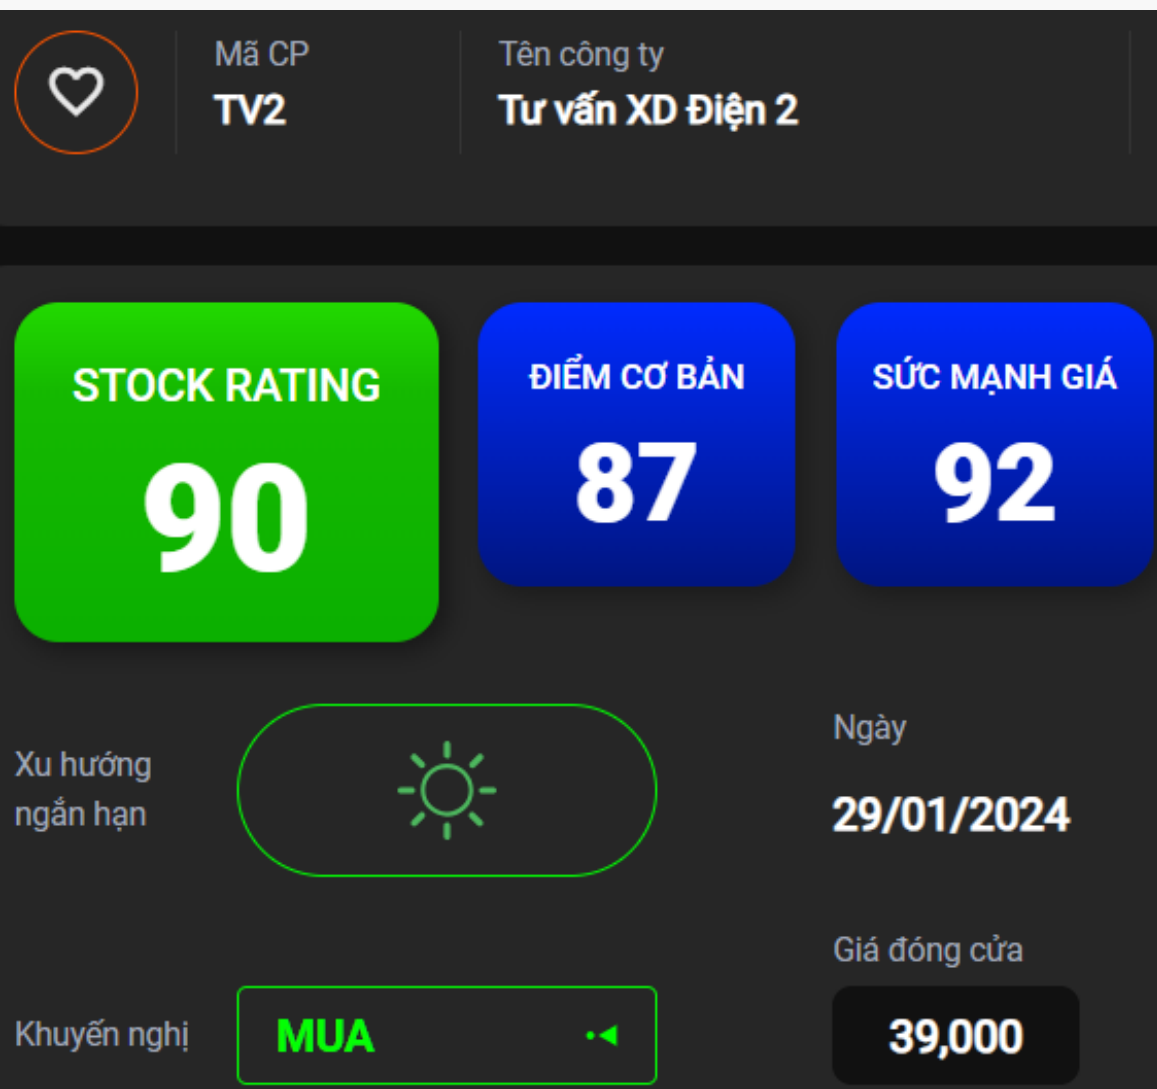 Mã CP
TV2
Tên công ty
Tư vấn XD Điện 2
STOCK RATING
90
ĐIỂM CƠ BẢN
87
SỨC MẠNH GIÁ
92
Xu hướng
ngắn hạn
Ngày
29/01/2024
Khuyến nghị
MUA
Giá đóng cửa
39,000